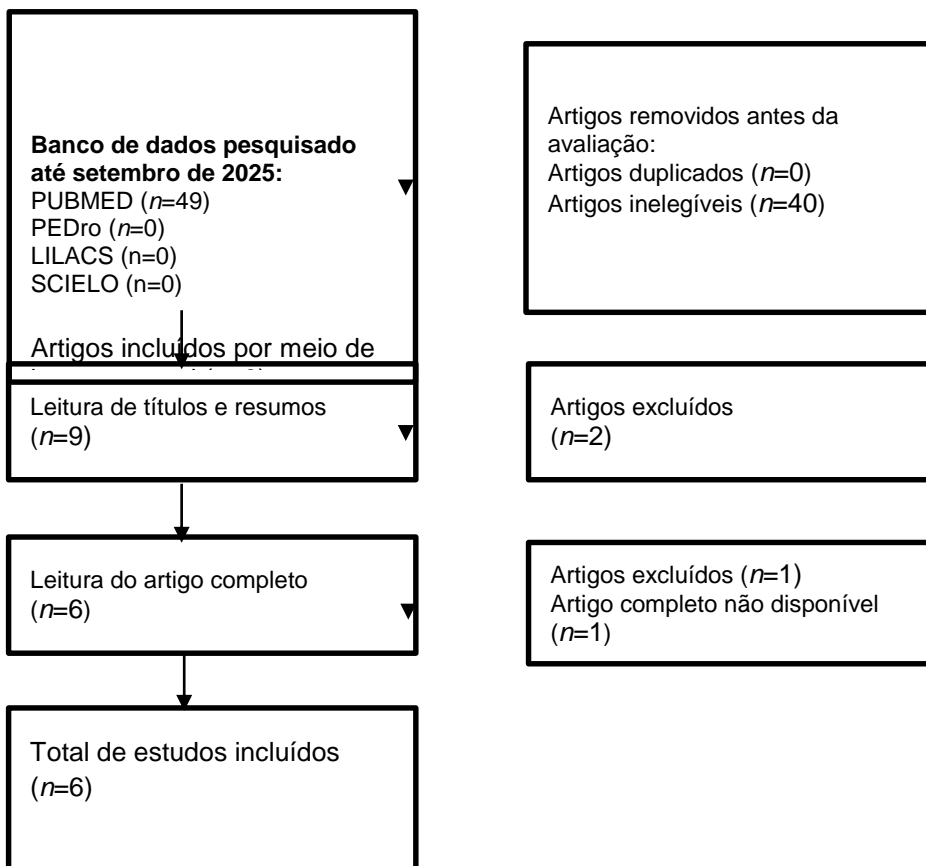 Banco de dados pesquisado
até setembro de 2025:
PUBMED (n=49)
PEDro (n=0)
LILACS (n=0)
SCIELO (n=0)
Artigos incluídos por meio de
Artigos removidos antes da
avaliação:
Artigos duplicados (n=0)
Artigos inelegíveis (n=40)
Leitura de títulos e resumos
(n=9)
Artigos excluídos
(n=2)
Leitura do artigo completo
(n=6)
Artigos excluídos (n=1)
Artigo completo não disponível
(n=1)
Total de estudos incluídos
(n=6)